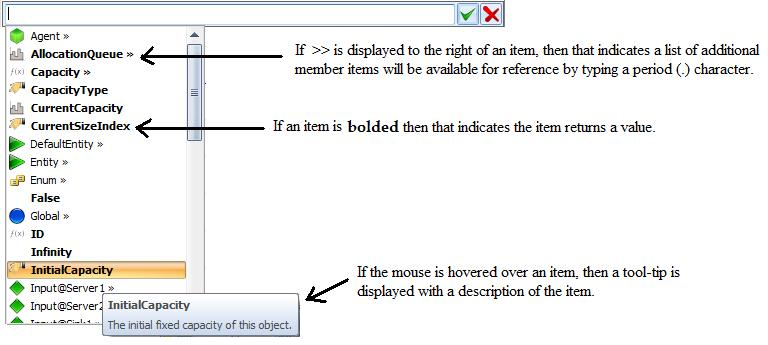 Agent »
AllocationQueue »
Capacity »
CapacityType
CurrentCapacity
CurrentSizeIndex
DefaultEntity »
Entity »
Enum »
False
Global »
f(x) ID
Infinity
InitialCapacity
Input@Server1 »
Input@Server2
Input@Sink1 »
InitialCapacity
The initial fixed capacity of this object.
If >> is displayed to the right of an item, then that indicates a list of additional
member items will be available for reference by typing a period (.) character.
If an item is bolded then that indicates the item returns a value.
If the mouse is hovered over an item, then a tool-tip is
displayed with a description of the item.